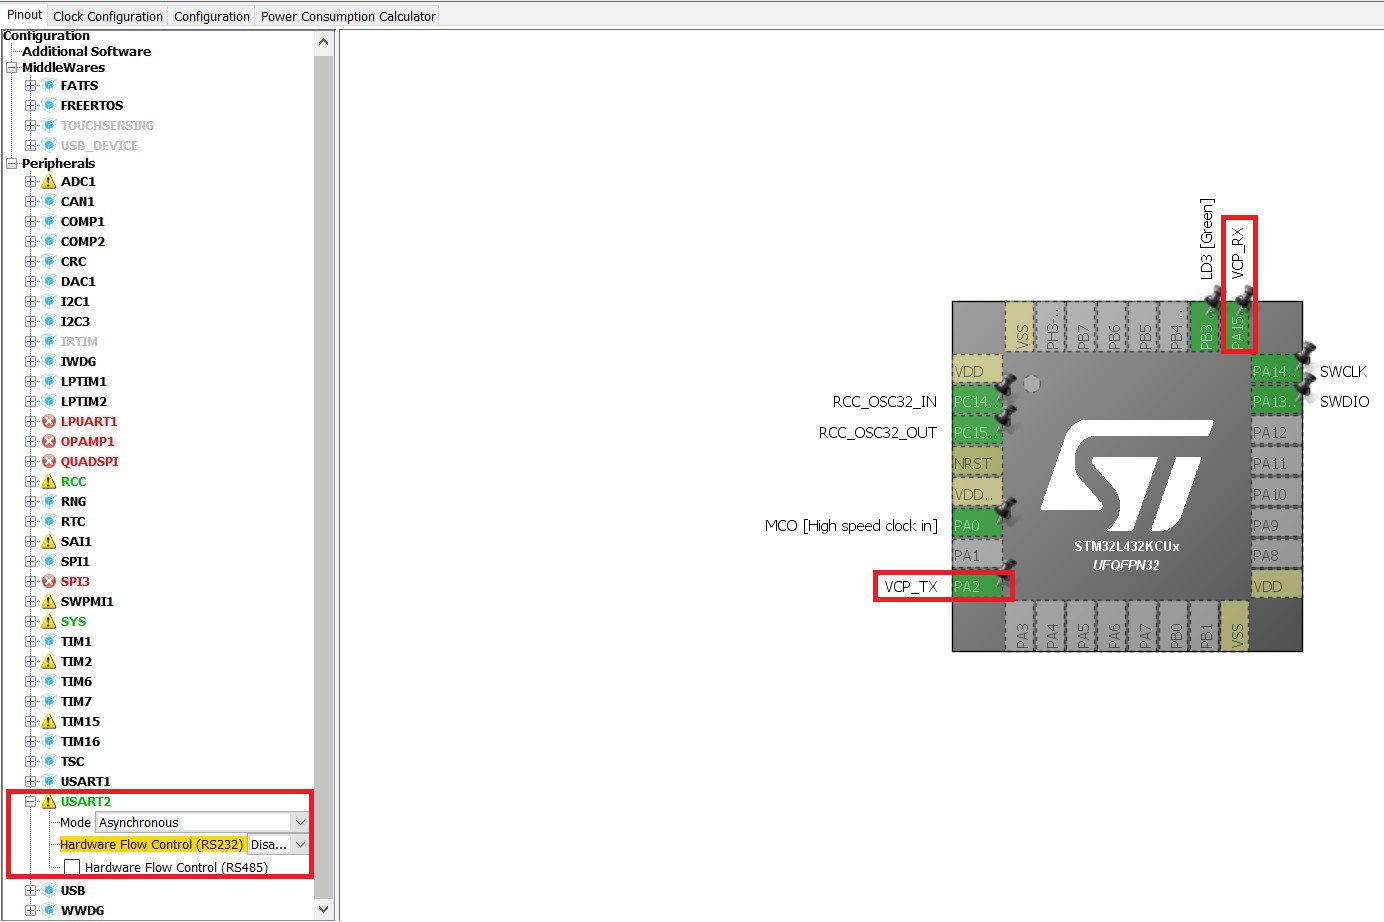 Pinout
Clock Configuration
Configuration
Power Consumption Calculator
Configuration
Additional Software
MiddleWares
FATFS
FREERTOS
TOUCHSENSING
USB_DEVICE
Peripherals
ADC1
CAN1
COMP1
COMP2
CRC
DAC1
I2C1
I2C3
IRTIM
IWDG
LPTIM1
LPTIM2
LPUART1
OPAMP1
QUADSPI
RCC
RNG
RTC
SAI1
SPI1
SPI3
SWPMI1
SYS
TIM1
TIM2
TIM6
TIM7
TIM15
TIM16
TSC
USART1
USART2
Mode Asynchronous
Hardware Flow Control (RS232) Disa...
Hardware Flow Control (RS485)
USB
WWDG
LD3 [Green]
VCP_RX
VSS
PH3-..
PB7
PB6
PB5
PB4 ..
PB3 ..
PA15..
VDD
RCC_OSC32_IN PC14..
RCC_OSC32_OUT PC15..
NRST
VDD..
MCO [High speed clock in] PA0
PA1
VCP_TX PA2
ST
STM32L432KCUx
UFQFPN32
PA14.. SWCLK
PA13.. SWDIO
PA12
PA11
PA10
PA9
PA8
VDD
PA3
PA4
PA5
PA6
PA7
PB0
PB1
VSS